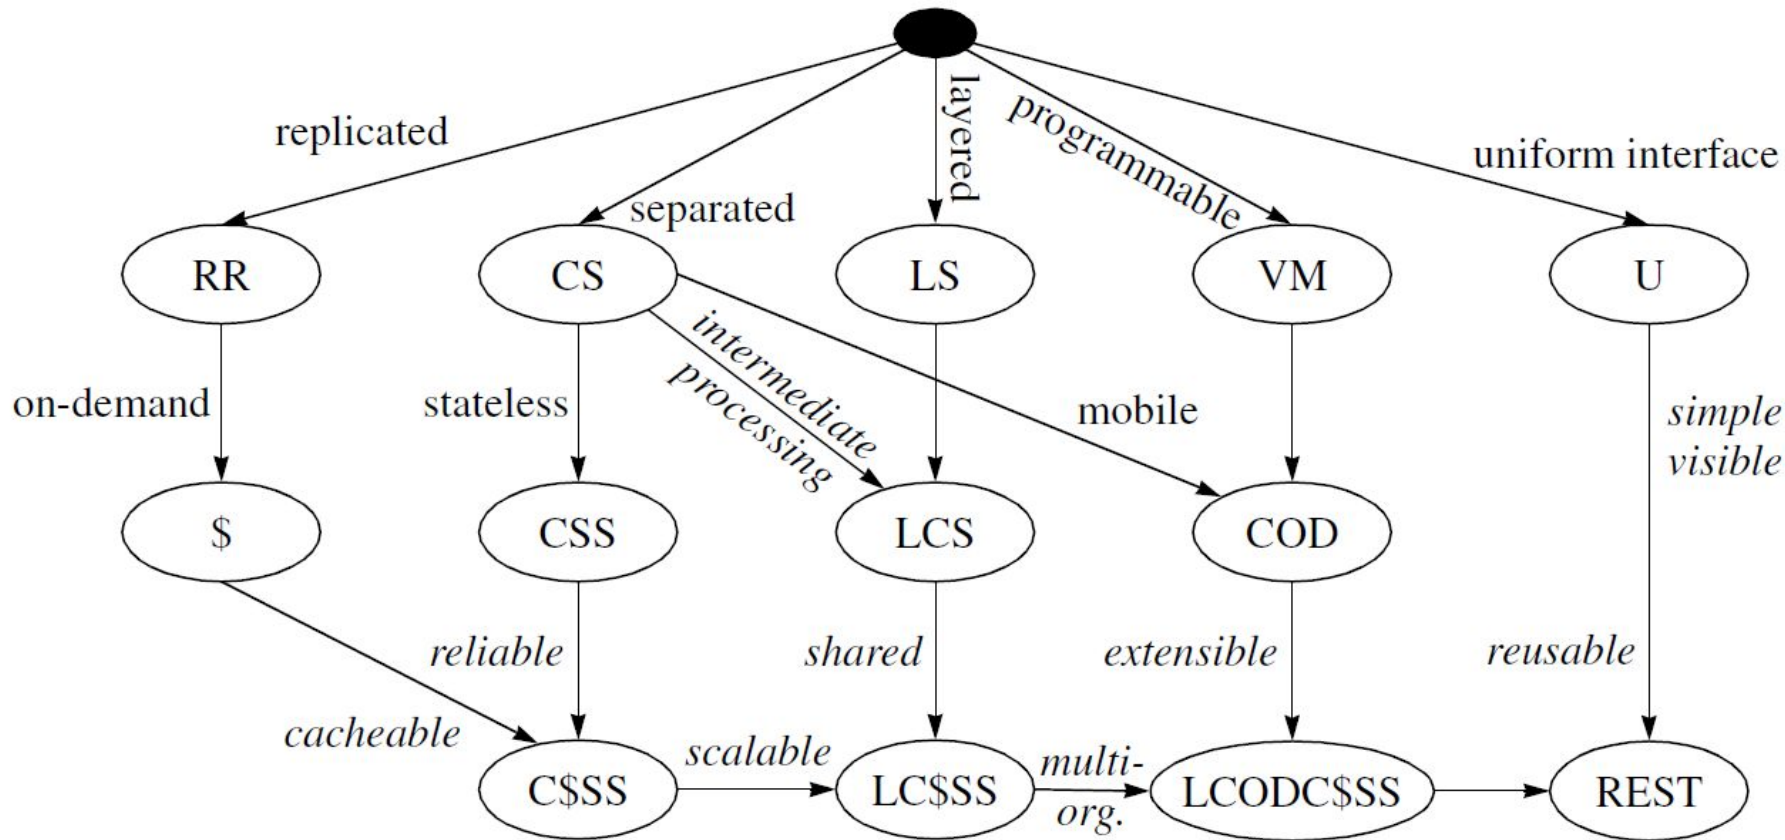 layered
programmable
replicated
uniform interface
separated
RR
CS
LS
VM
U
intermediate
processing
on-demand
stateless
mobile
simple
visible
$
CSS
LCS
COD
reliable
shared
extensible
reusable
cacheable
scalable
multi-
org.
C$SS
LC$SS
LCODC$SS
REST